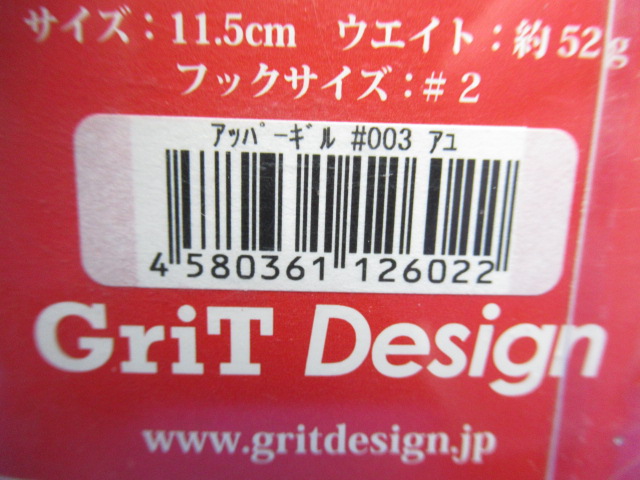 サイズ：11.5cm　ウエイト：約52g
フックサイズ：＃2
ｱｯﾊﾟｰｷﾞﾙ #003 ｱﾕ
4 580361 126022
GriT Design
www.gritdesign.jp